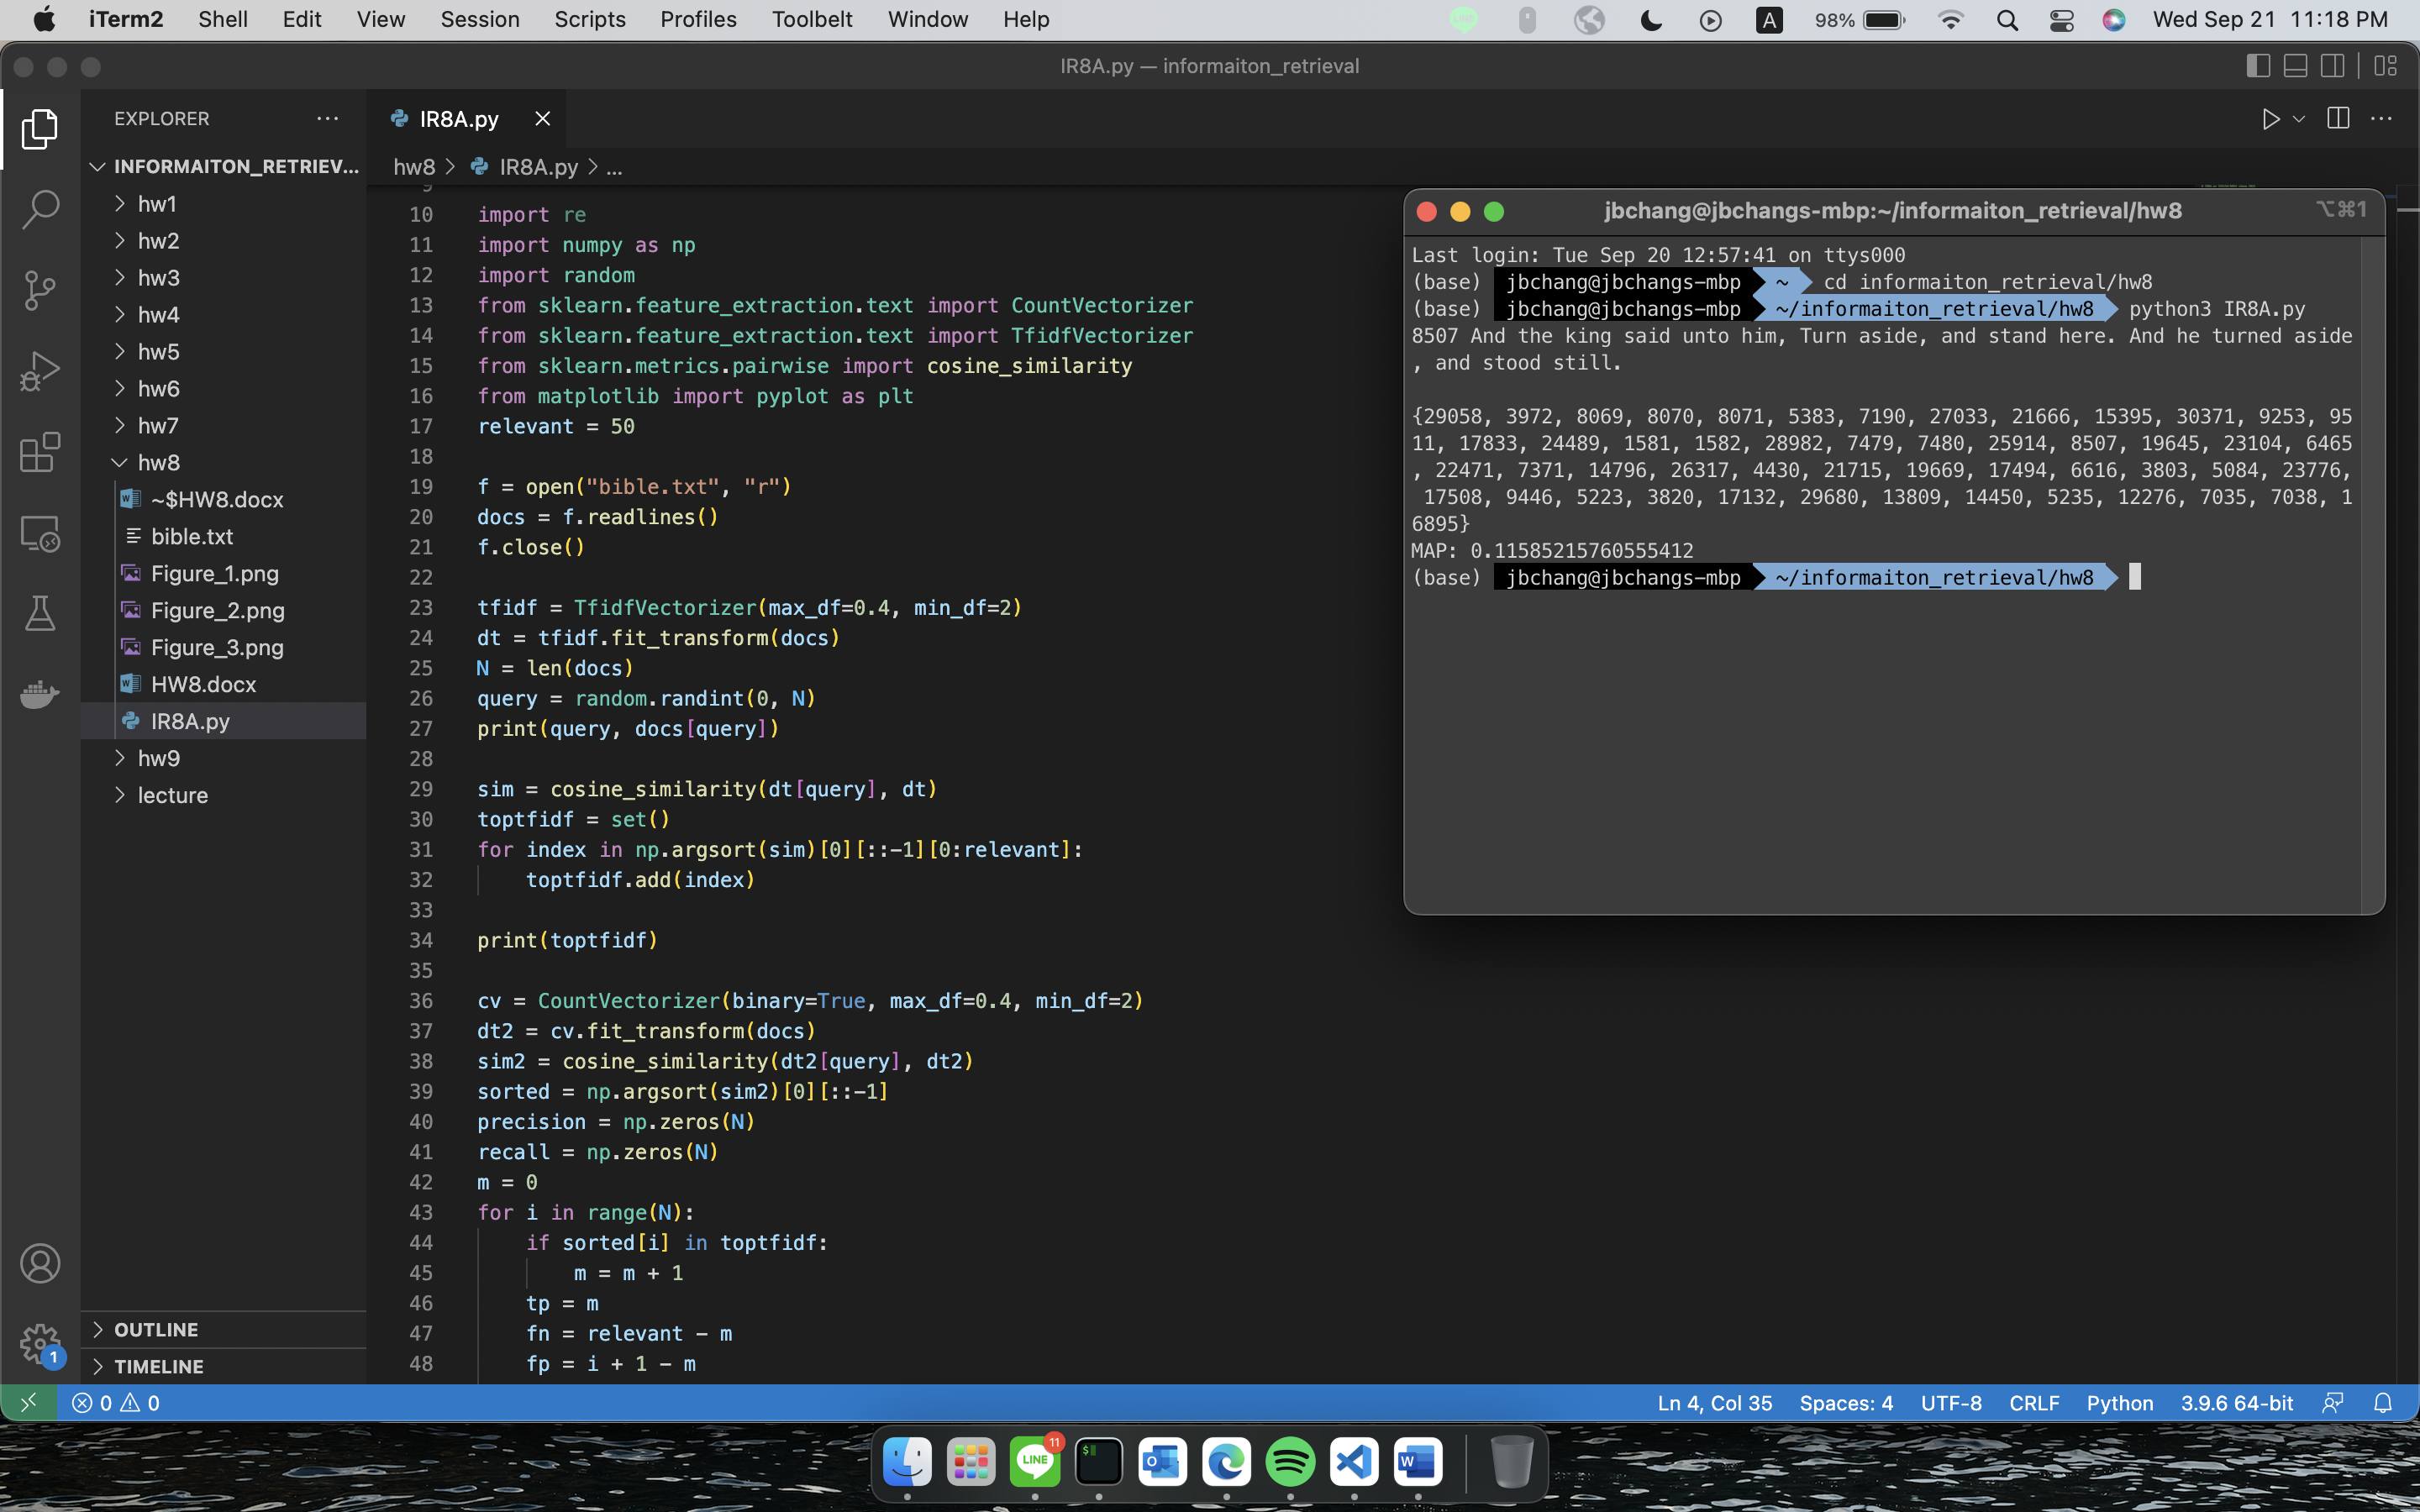 iTerm2 Shell Edit View Session Scripts Profiles Toolbelt Window Help A 98% Wed Sep 21 11:18 PM
IR8A.py — informaiton_retrieval
EXPLORER
INFORMAITON_RETRIEV...
hw1
hw2
hw3
hw4
hw5
hw6
hw7
hw8
~$HW8.docx
bible.txt
Figure_1.png
Figure_2.png
Figure_3.png
HW8.docx
IR8A.py
hw9
lecture
OUTLINE
TIMELINE
1
IR8A.py
hw8 > IR8A.py > ...
9
10 import re
11 import numpy as np
12 import random
13 from sklearn.feature_extraction.text import CountVectorizer
14 from sklearn.feature_extraction.text import TfidfVectorizer
15 from sklearn.metrics.pairwise import cosine_similarity
16 from matplotlib import pyplot as plt
17 relevant = 50
18
19 f = open("bible.txt", "r")
20 docs = f.readlines()
21 f.close()
22
23 tfidf = TfidfVectorizer(max_df=0.4, min_df=2)
24 dt = tfidf.fit_transform(docs)
25 N = len(docs)
26 query = random.randint(0, N)
27 print(query, docs[query])
28
29 sim = cosine_similarity(dt[query], dt)
30 toptfidf = set()
31 for index in np.argsort(sim)[0][::-1][0:relevant]:
32     toptfidf.add(index)
33
34 print(toptfidf)
35
36 cv = CountVectorizer(binary=True, max_df=0.4, min_df=2)
37 dt2 = cv.fit_transform(docs)
38 sim2 = cosine_similarity(dt2[query], dt2)
39 sorted = np.argsort(sim2)[0][::-1]
40 precision = np.zeros(N)
41 recall = np.zeros(N)
42 m = 0
43 for i in range(N):
44     if sorted[i] in toptfidf:
45         m = m + 1
46     tp = m
47     fn = relevant - m
48     fp = i + 1 - m
jbchang@jbchangs-mbp:~/informaiton_retrieval/hw8 ⌥⌘1
Last login: Tue Sep 20 12:57:41 on ttys000
(base) jbchang@jbchangs-mbp ~ cd informaiton_retrieval/hw8
(base) jbchang@jbchangs-mbp ~/informaiton_retrieval/hw8 python3 IR8A.py
8507 And the king said unto him, Turn aside, and stand here. And he turned aside
, and stood still.
{29058, 3972, 8069, 8070, 8071, 5383, 7190, 27033, 21666, 15395, 30371, 9253, 95
11, 17833, 24489, 1581, 1582, 28982, 7479, 7480, 25914, 8507, 19645, 23104, 6465
, 22471, 7371, 14796, 26317, 4430, 21715, 19669, 17494, 6616, 3803, 5084, 23776,
17508, 9446, 5223, 3820, 17132, 29680, 13809, 14450, 5235, 12276, 7035, 7038, 1
6895}
MAP: 0.11585215760555412
(base) jbchang@jbchangs-mbp ~/informaiton_retrieval/hw8
0 0 Ln 4, Col 35 Spaces: 4 UTF-8 CRLF Python 3.9.6 64-bit
LINE 11 $ O W